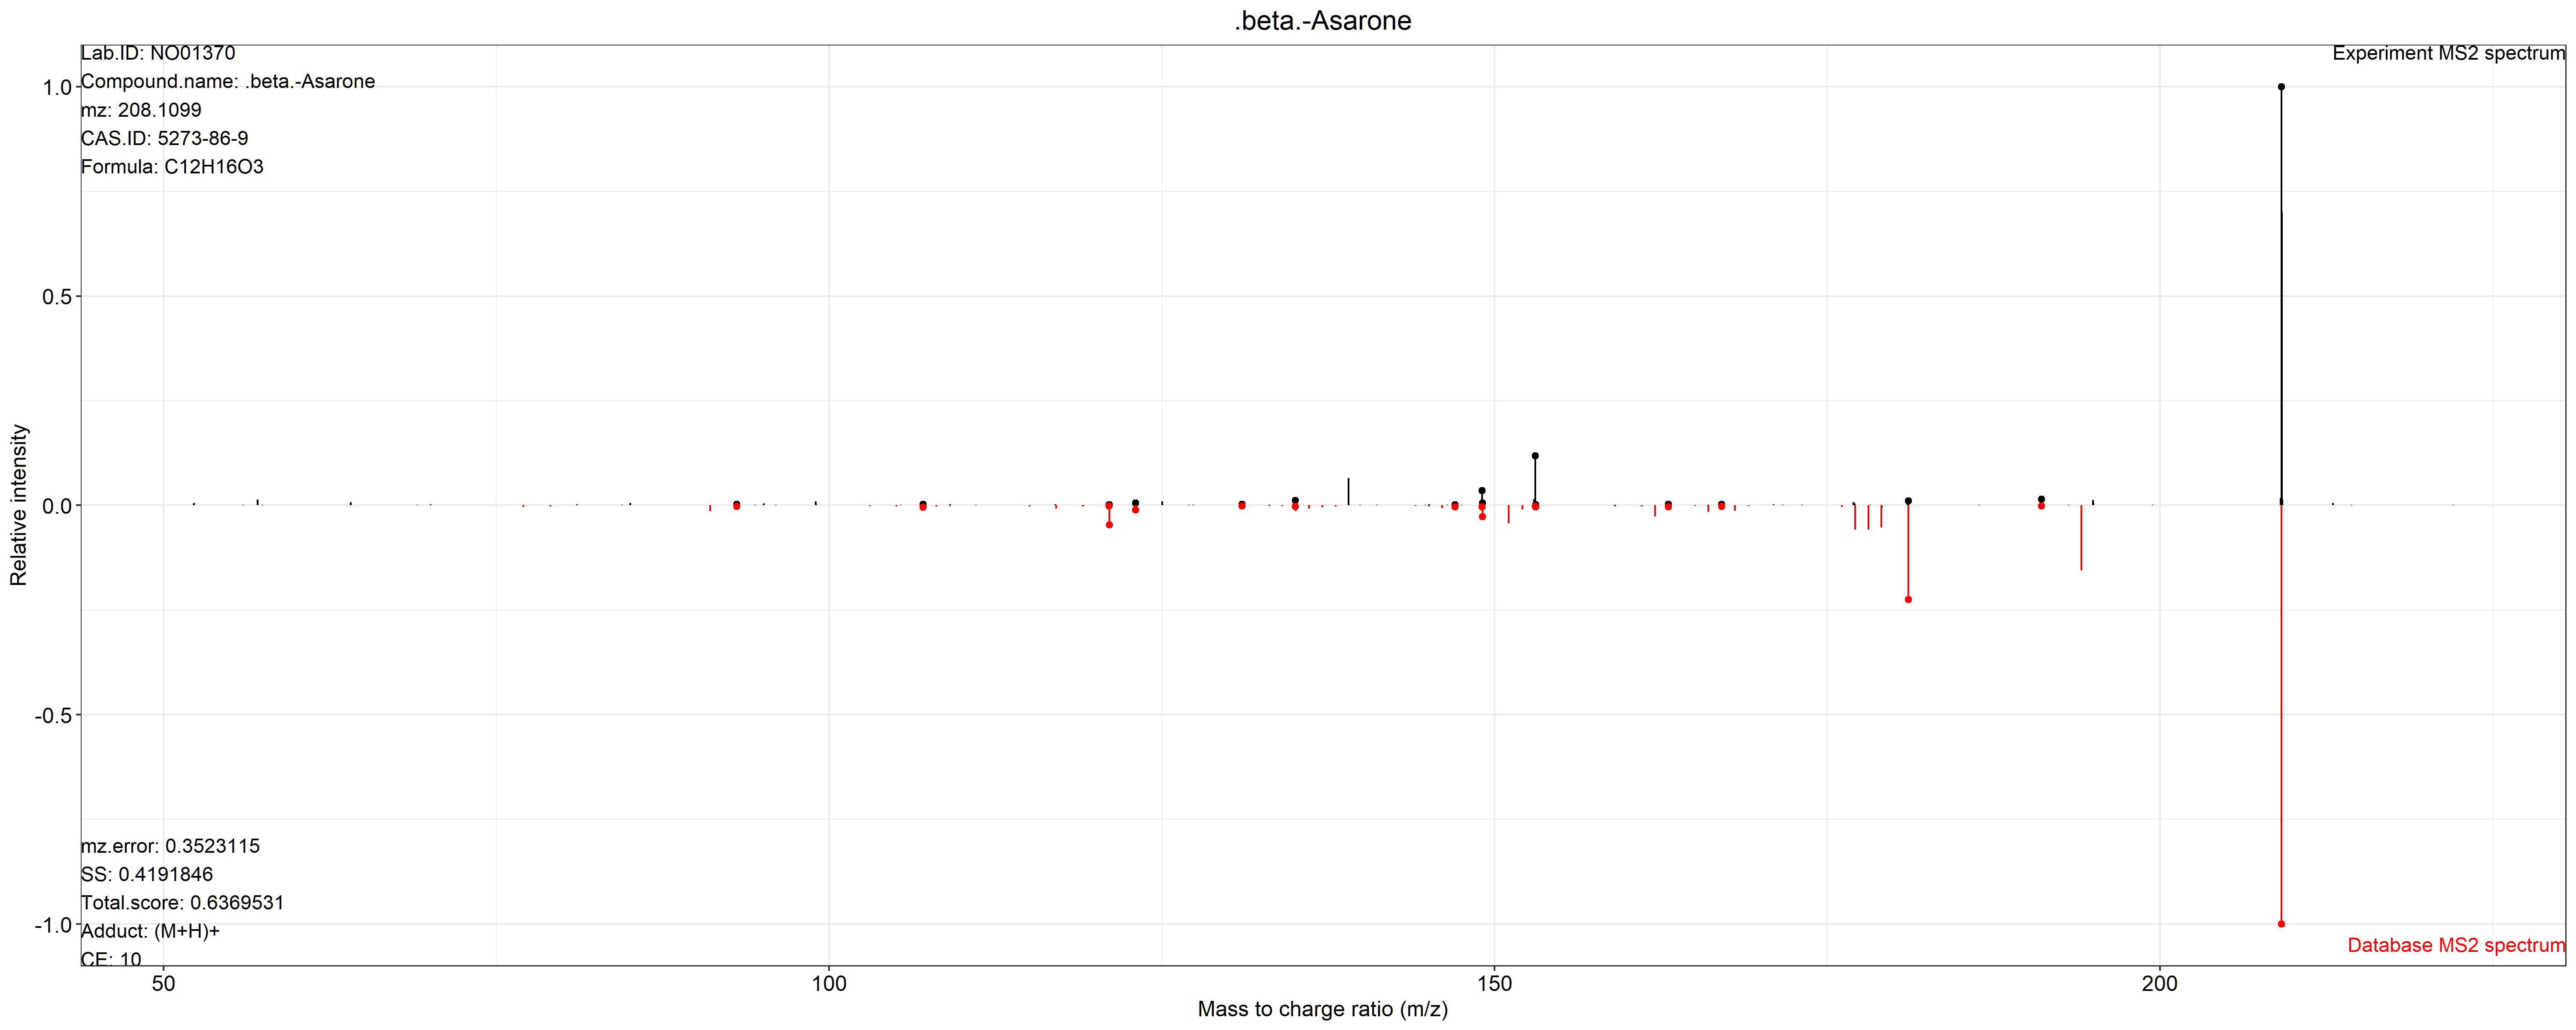 .beta.-Asarone
Lab.ID: NO01370
Experiment MS2 spectrum
Compound.name: .beta.-Asarone
mz: 208.1099
CAS.ID: 5273-86-9
Formula: C12H16O3
1.0
0.5
0.0
-0.5
-1.0
Relative intensity
mz.error: 0.3523115
SS: 0.4191846
Total.score: 0.6369531
Adduct: (M+H)+
CE: 10
Database MS2 spectrum
50
100
150
200
Mass to charge ratio (m/z)